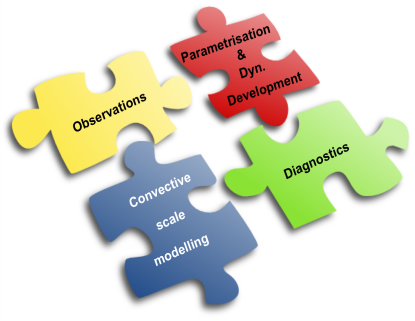 Parametrisation
&
Dyn.
Development
Observations
Diagnostics
Convective
scale
modelling